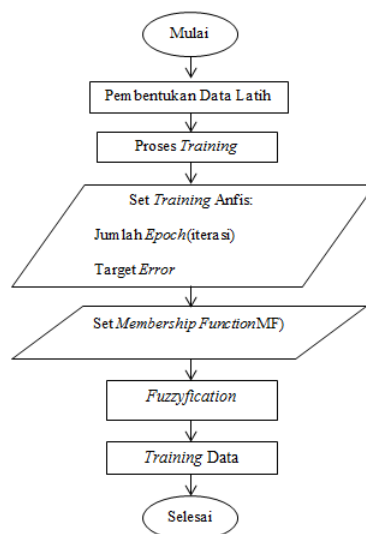 Mulai
Pembentukan Data Latih
Proses Training
Set Training Anfis:
Jumlah Epoch(iterasi)
Target Error
Set Membership FunctionMF)
Fuzzyfication
Training Data
Selesai